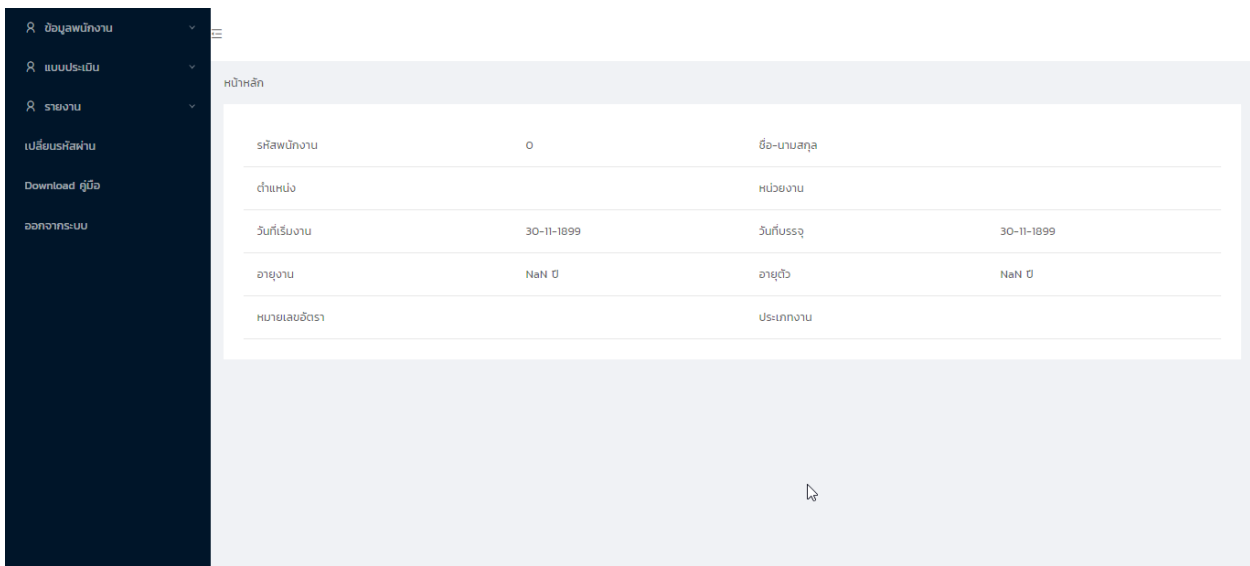 ข้อมูลพนักงาน
แบบประเมิน
รายงาน
เปลี่ยนรหัสผ่าน
Download คู่มือ
ออกจากระบบ
หน้าหลัก
รหัสพนักงาน 0 ชื่อ-นามสกุล
ตำแหน่ง หน่วยงาน
วันที่เริ่มงาน 30-11-1899 วันที่บรรจุ 30-11-1899
อายุงาน NaN ปี อายุตัว NaN ปี
หมายเลขอัตรา ประเภทงาน